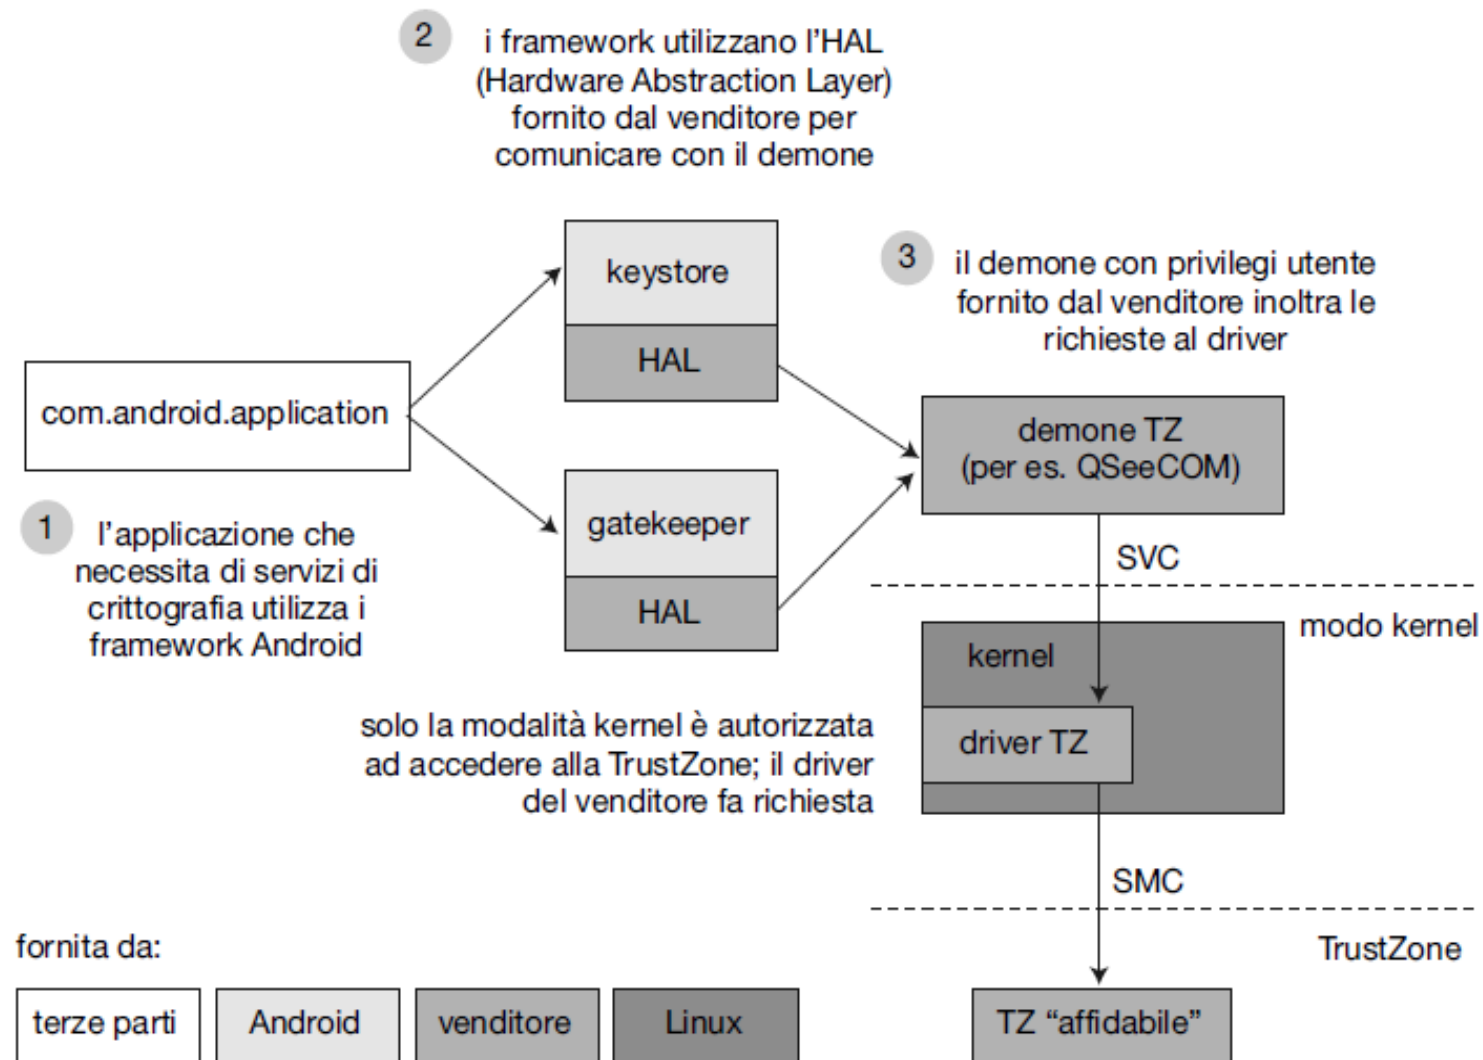 2
i framework utilizzano l'HAL
(Hardware Abstraction Layer)
fornito dal venditore per
comunicare con il demone
keystore
HAL
3
il demone con privilegi utente
fornito dal venditore inoltra le
richieste al driver
com.android.application
demone TZ
(per es. QSeeCOM)
1
l'applicazione che
necessita di servizi di
crittografia utilizza i
framework Android
gatekeeper
HAL
SVC
modo kernel
kernel
driver TZ
solo la modalità kernel è autorizzata
ad accedere alla TrustZone; il driver
del venditore fa richiesta
SMC
TrustZone
fornita da:
terze parti
Android
venditore
Linux
TZ “affidabile”